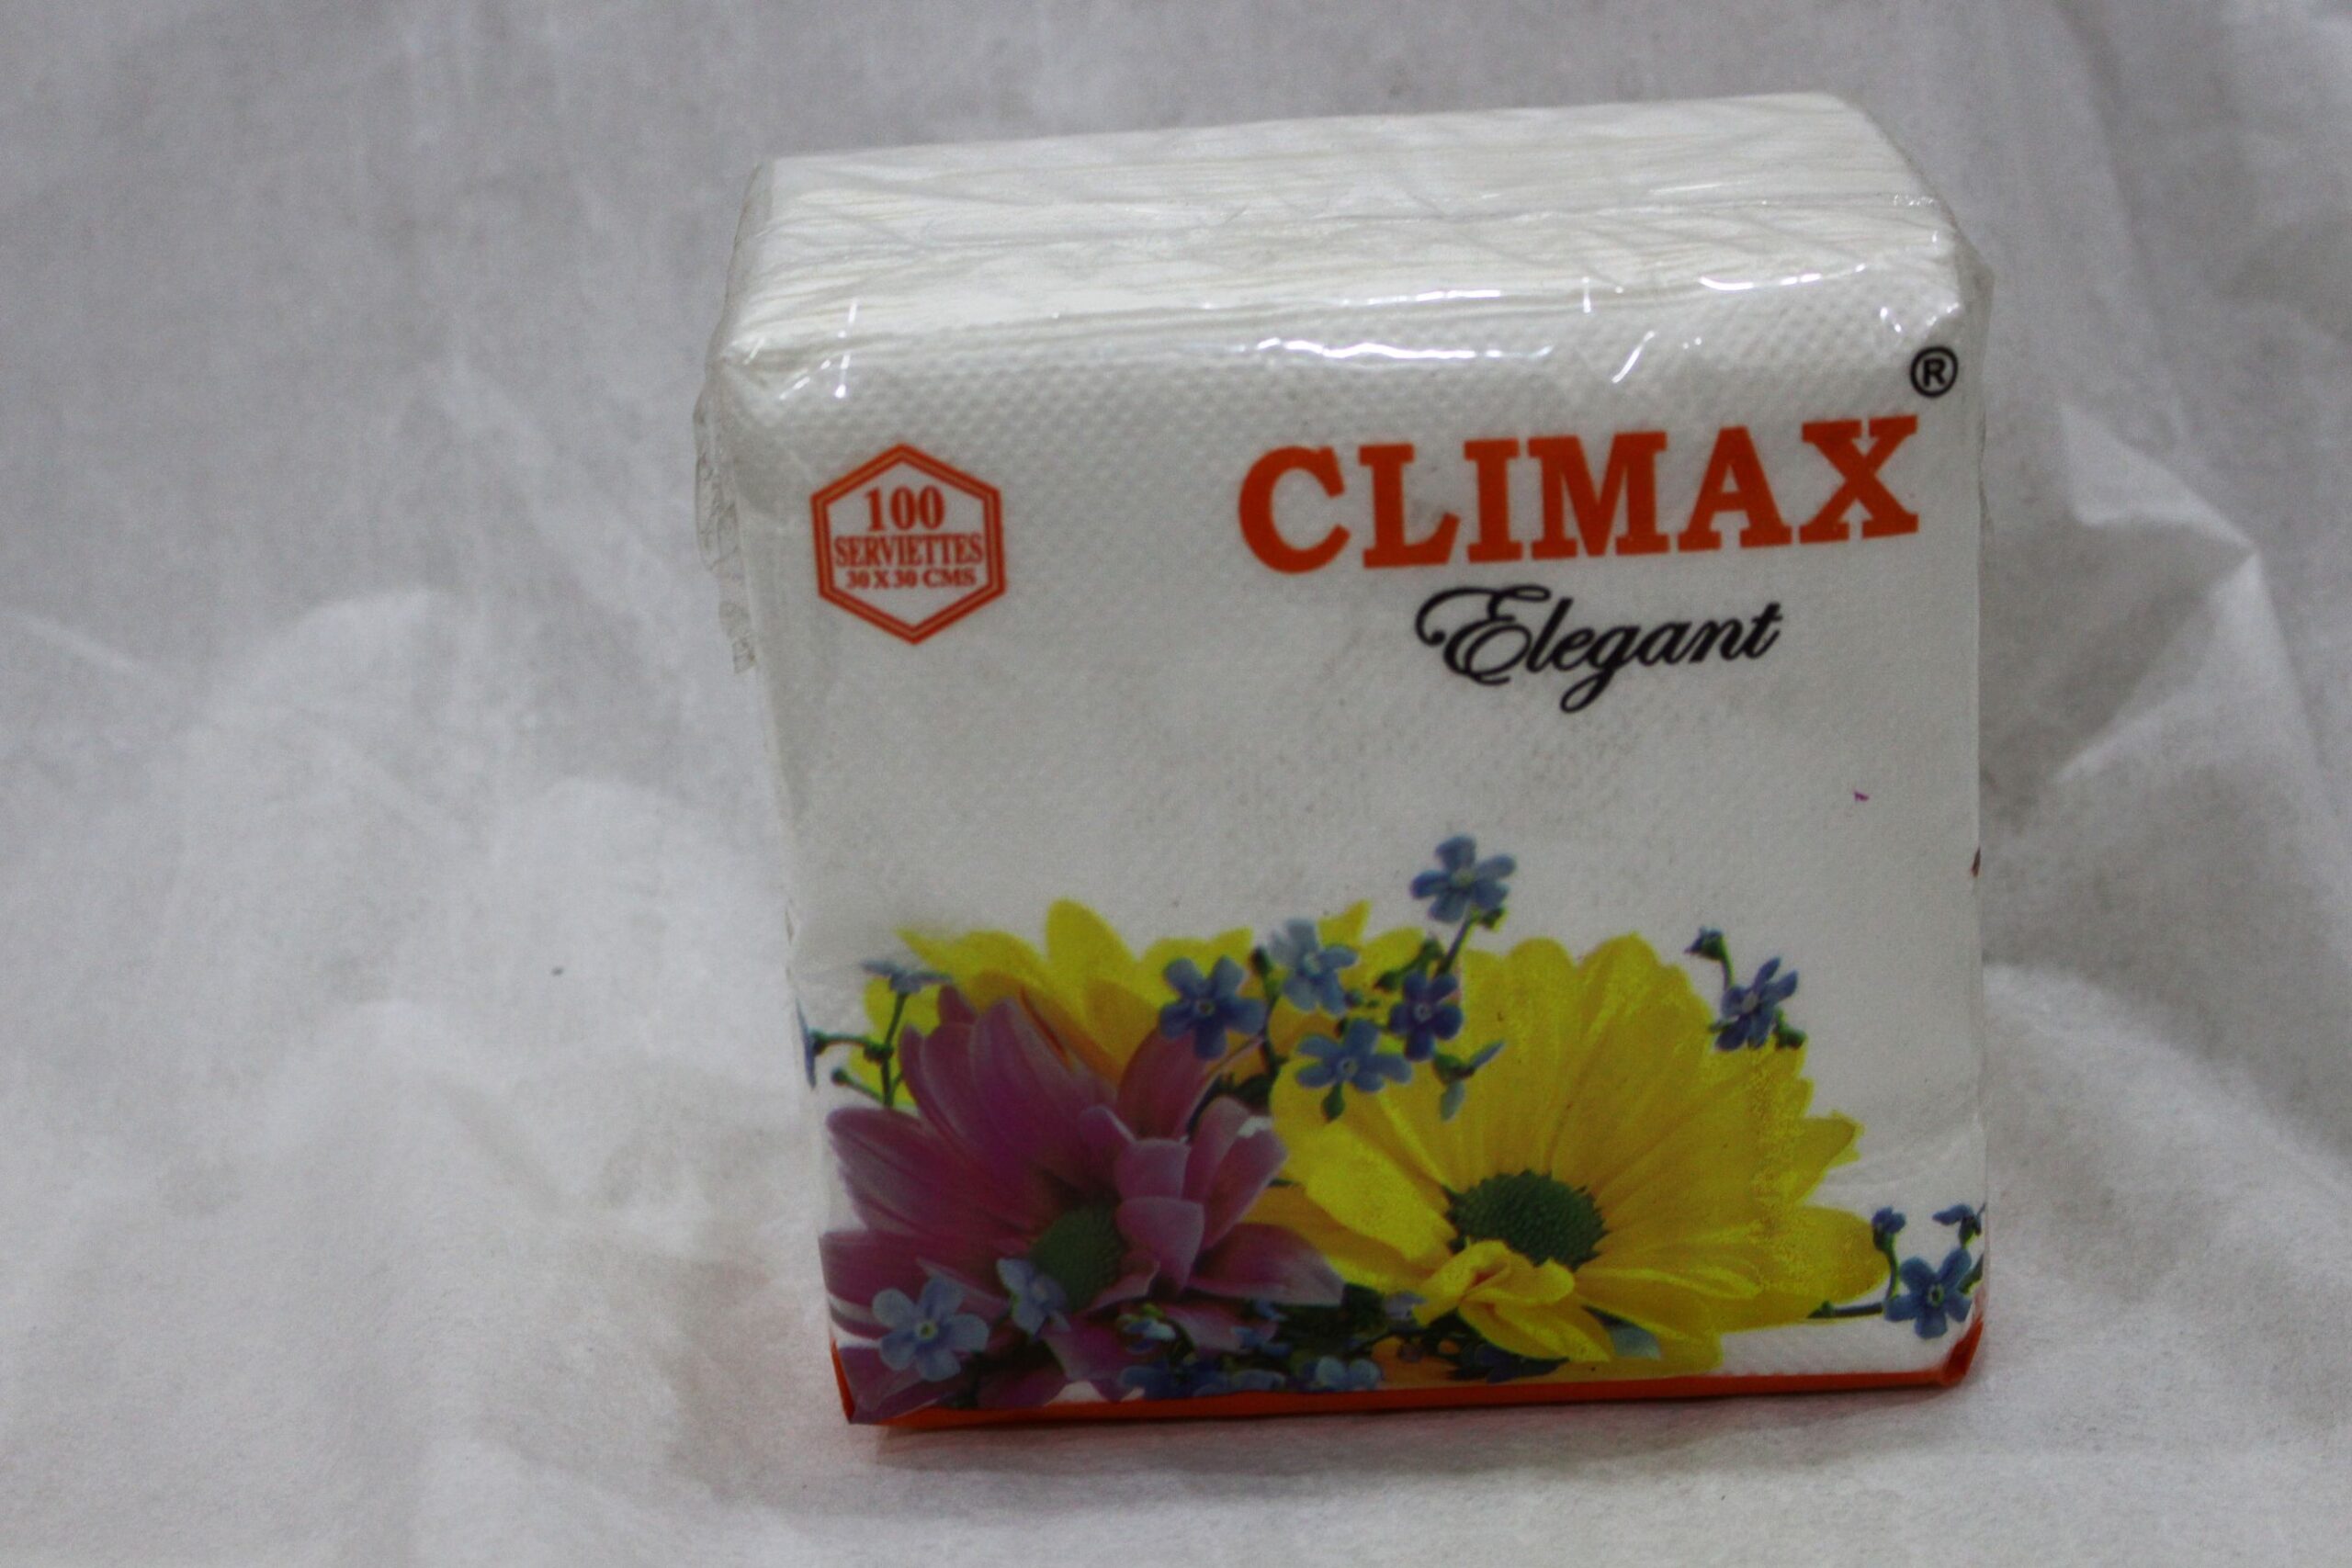 ®
CLIMAX
Elegant
100
SERVIETTES
30 X 30 CMS